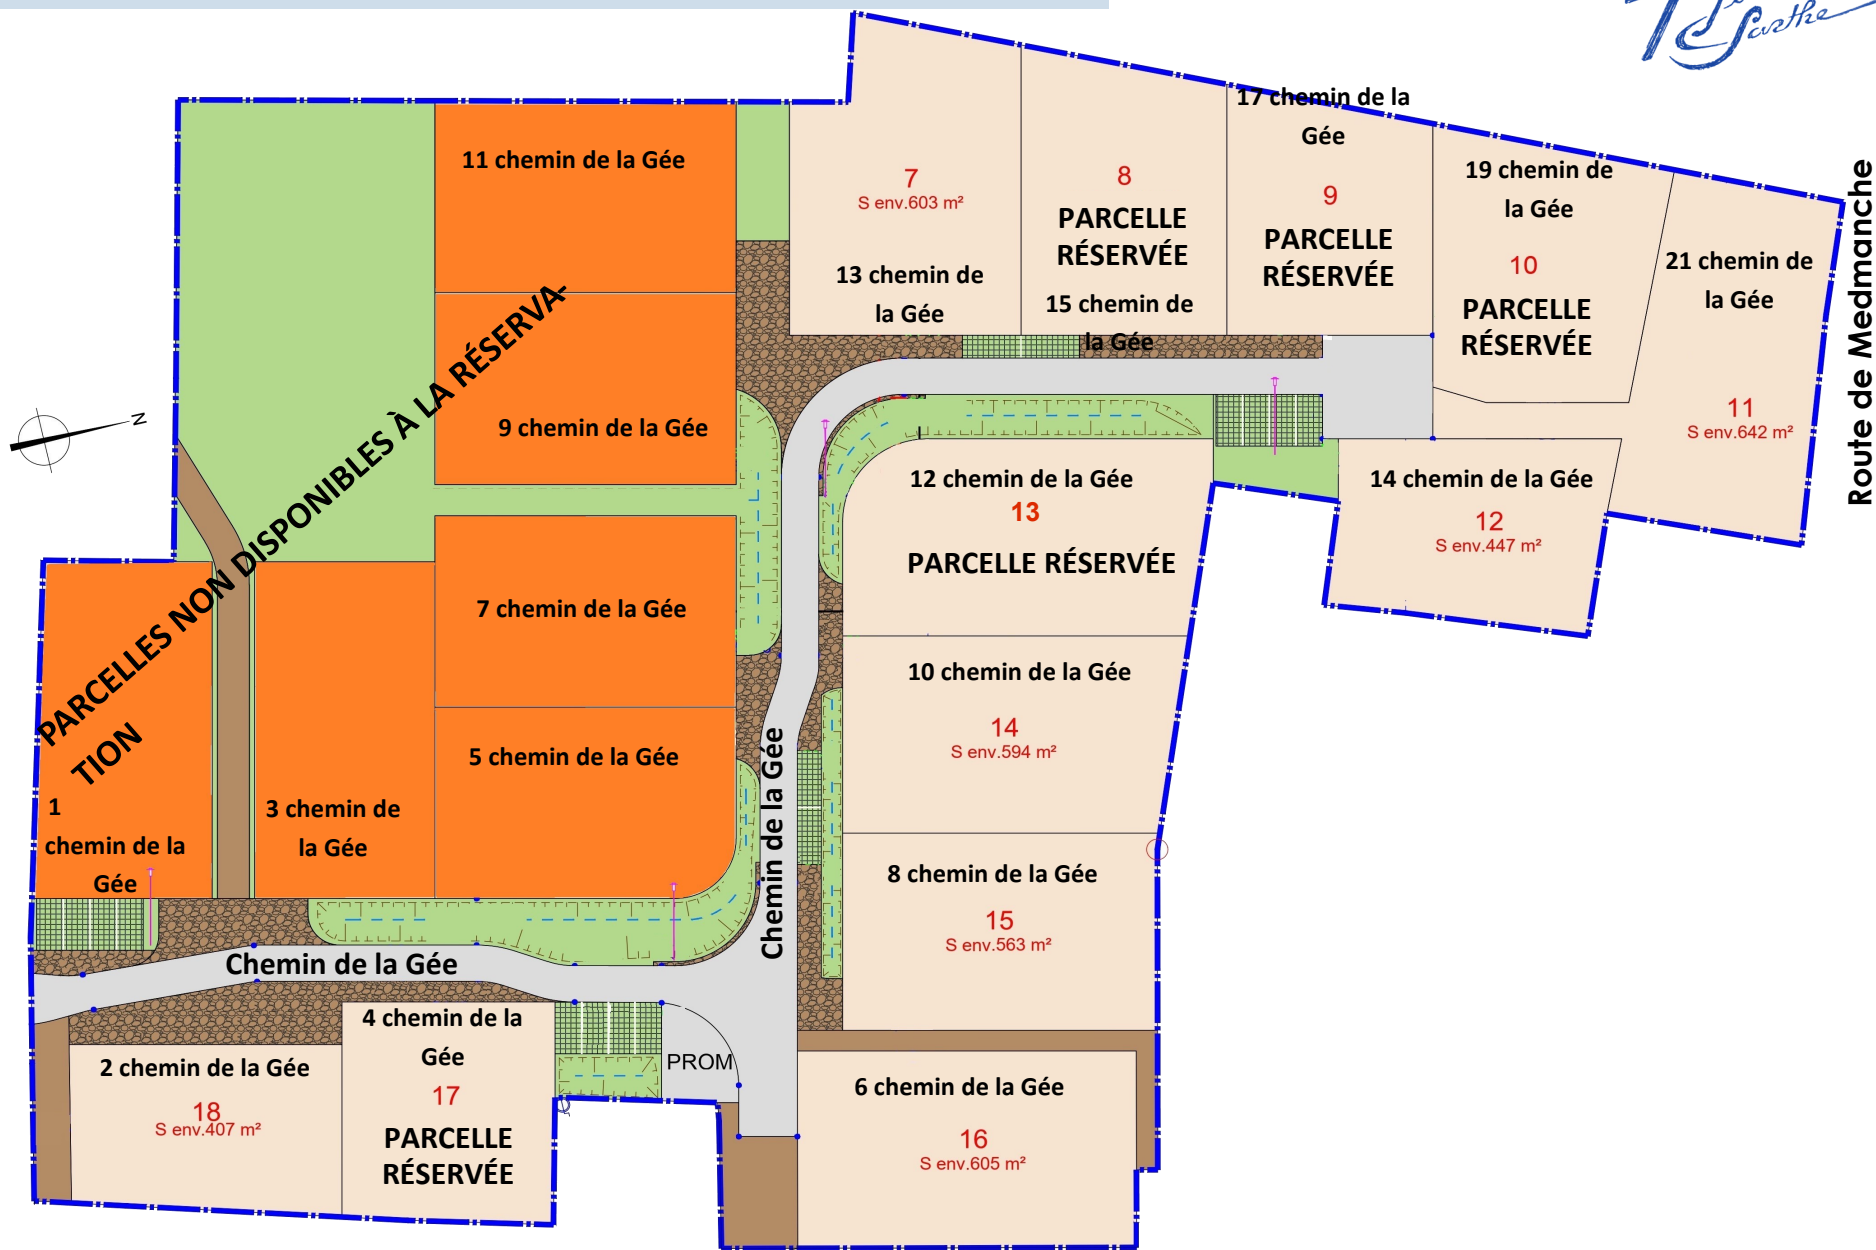 Sarthe
17 chemin de la
Gée
11 chemin de la Gée
7
S env.603 m²
13 chemin de
la Gée
8
PARCELLE
RÉSERVÉE
15 chemin de
la Gée
9
PARCELLE
RÉSERVÉE
19 chemin de
la Gée
10
PARCELLE
RÉSERVÉE
21 chemin de
la Gée
11
S env.642 m²
Route de Medmanche
N
9 chemin de la Gée
PARCELLES NON DISPONIBLES À LA RÉSERVA-
TION
12 chemin de la Gée
13
PARCELLE RÉSERVÉE
14 chemin de la Gée
12
S env.447 m²
7 chemin de la Gée
10 chemin de la Gée
14
S env.594 m²
5 chemin de la Gée
Chemin de la Gée
1
chemin de la
Gée
3 chemin de
la Gée
8 chemin de la Gée
15
S env.563 m²
Chemin de la Gée
2 chemin de la Gée
18
S env.407 m²
4 chemin de la
Gée
17
PARCELLE
RÉSERVÉE
PROM
6 chemin de la Gée
16
S env.605 m²